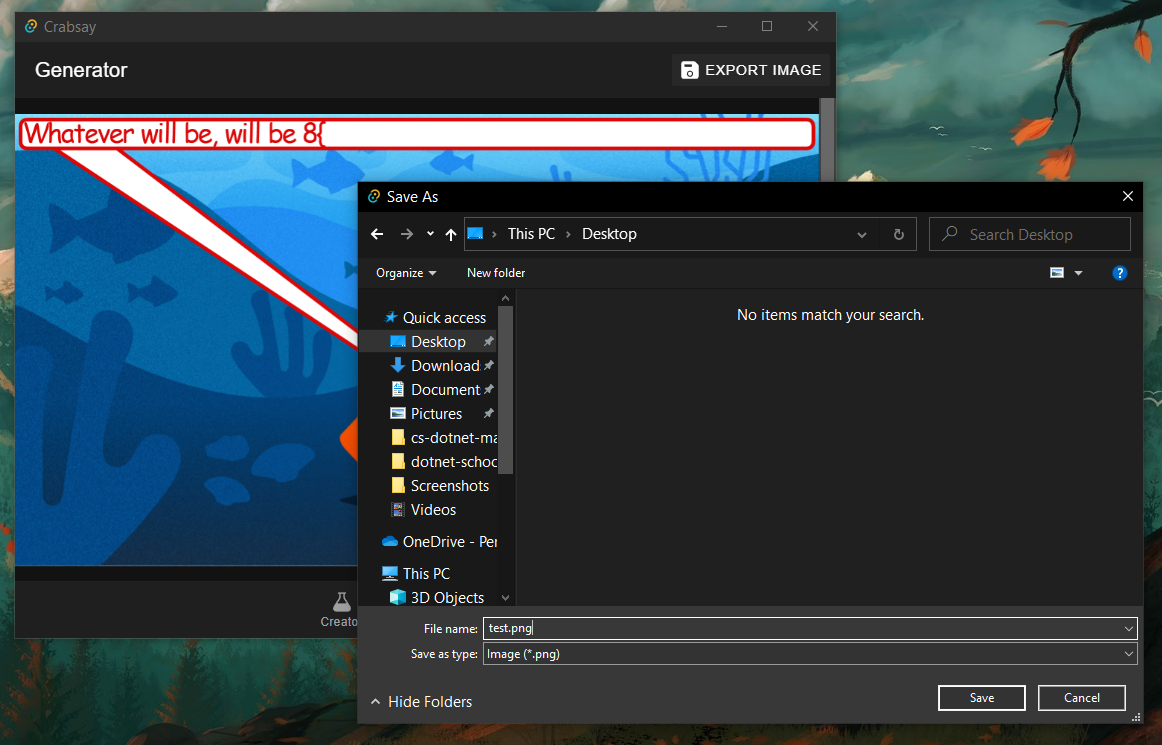 Crabsay
Generator
EXPORT IMAGE
Whatever will be, will be 8{
Save As
This PC
Desktop
Search Desktop
Organize
New folder
?
No items match your search.
Quick access
Desktop
Download
Document
Pictures
cs-dotnet-ma
dotnet-schoc
Screenshots
Videos
OneDrive - Per
This PC
3D Objects
Creato
File name: test.png
Save as type: Image (*.png)
Hide Folders
Save
Cancel